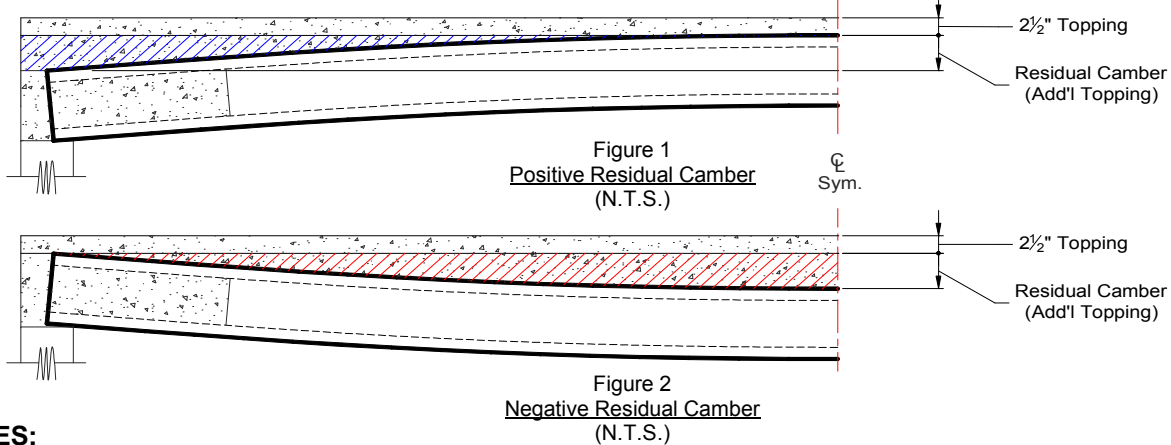 2½" Topping
Residual Camber
(Add'l Topping)
Figure 1
Positive Residual Camber
(N.T.S.)
℄
Sym.
2½" Topping
Residual Camber
(Add'l Topping)
Figure 2
Negative Residual Camber
(N.T.S.)
ES: